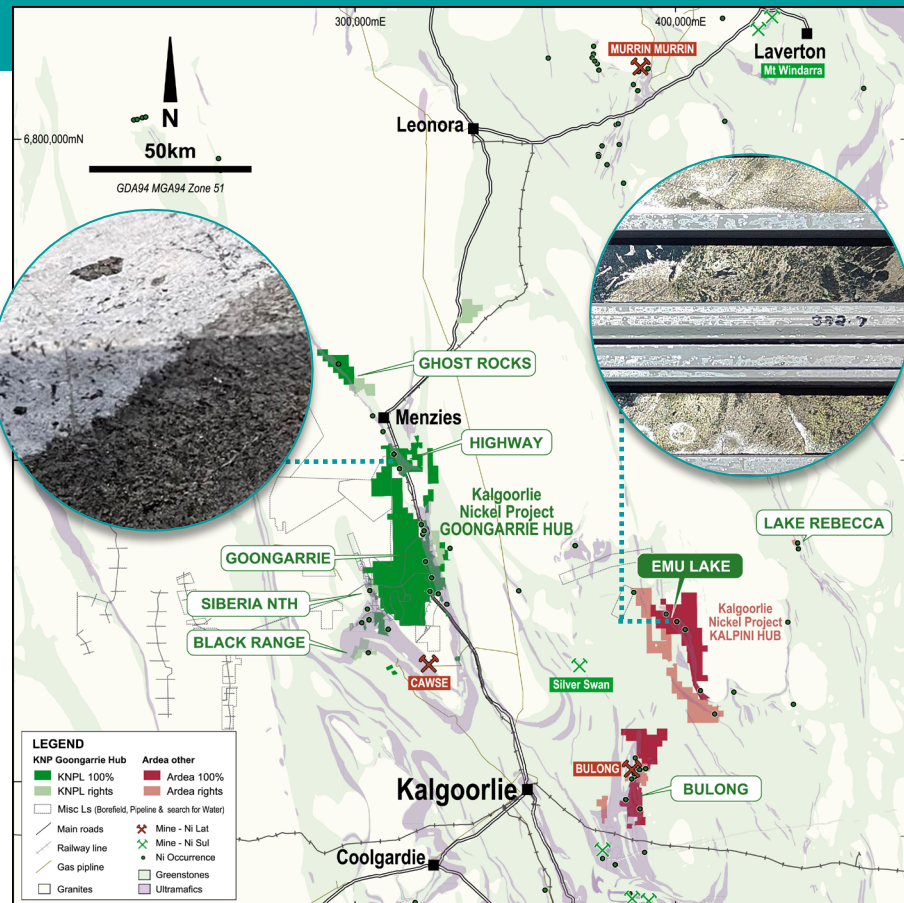 300,000mE
400,000mE
MURRIN MURRIN
Laverton
Mt Windarra
N
Leonora
6,800,000mN
50km
GDA94 MGA94 Zone 51
332.7
GHOST ROCKS
Menzies
HIGHWAY
Kalgoorlie
Nickel Project
GOONGARRIE HUB
LAKE REBECCA
GOONGARRIE
EMU LAKE
SIBERIA NTH
Kalgoorlie
Nickel Project
KALPINI HUB
BLACK RANGE
CAWSE
Silver Swan
LEGEND
KNP Goongarrie Hub
Ardea other
KNPL 100%
Ardea 100%
KNPL rights
Ardea rights
Misc Ls (Borefield, Pipeline & search for Water)
Main roads
Mine - Ni Lat
Railway line
Mine - Ni Sul
Gas pipline
Ni Occurrence
Greenstones
Granites
Ultramafics
BULONG
BULONG
Kalgoorlie
Coolgardie